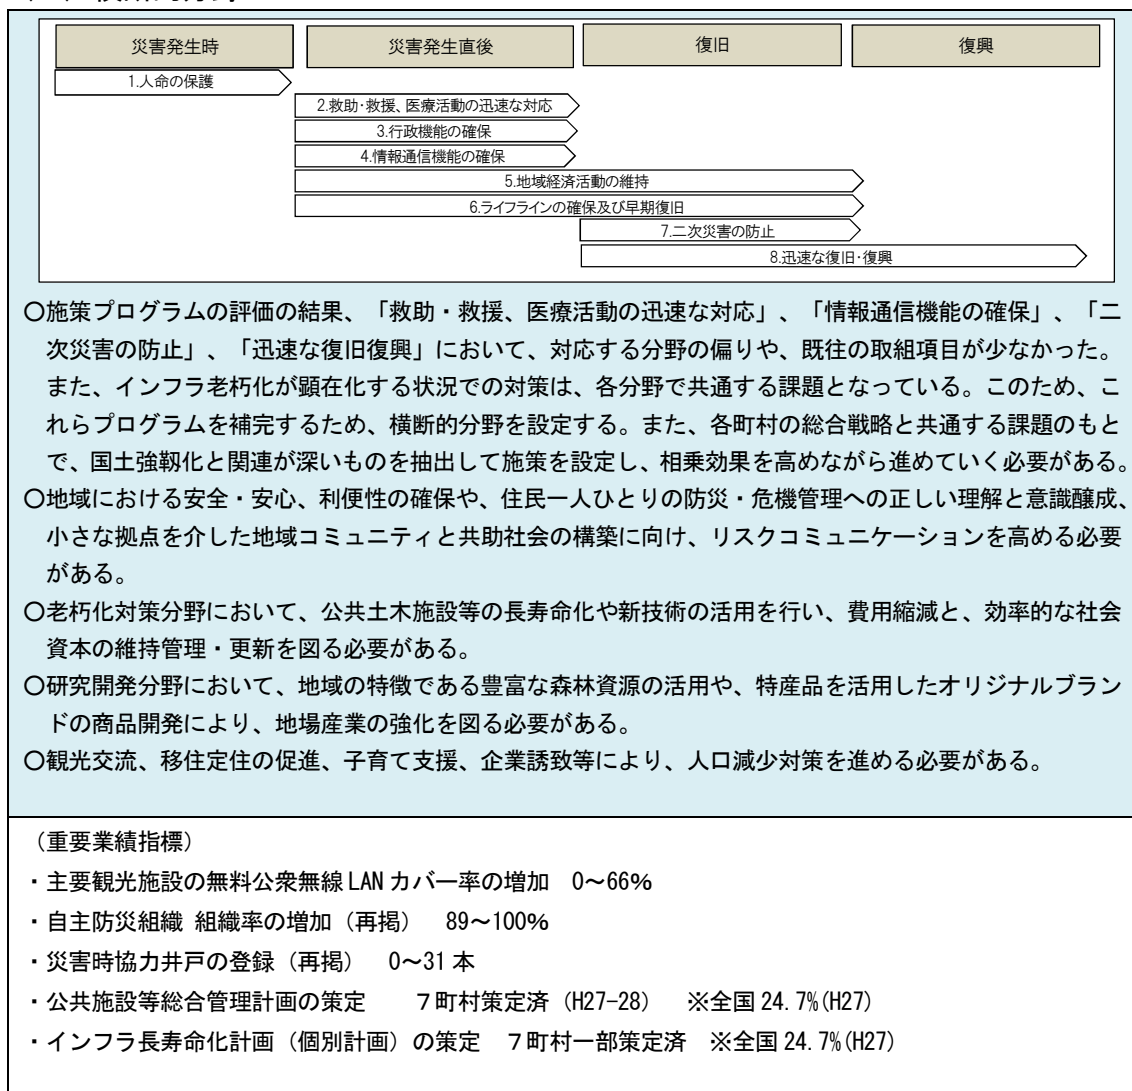 災害発生時 災害発生直後 復旧 復興
1.人命の保護
2.救助･救援、医療活動の迅速な対応
3.行政機能の確保
4.情報通信機能の確保
5.地域経済活動の維持
6.ライフラインの確保及び早期復旧
7.二次災害の防止
8.迅速な復旧･復興
○施策プログラムの評価の結果、「救助・救援、医療活動の迅速な対応」、「情報通信機能の確保」、「二
次災害の防止」、「迅速な復旧復興」において、対応する分野の偏りや、既往の取組項目が少なかった。
また、インフラ老朽化が顕在化する状況での対策は、各分野で共通する課題となっている。このため、こ
れらプログラムを補完するため、横断的分野を設定する。また、各町村の総合戦略と共通する課題のもと
で、国土強靱化と関連が深いものを抽出して施策を設定し、相乗効果を高めながら進めていく必要がある。
○地域における安全・安心、利便性の確保や、住民一人ひとりの防災・危機管理への正しい理解と意識醸成、
小さな拠点を介した地域コミュニティと共助社会の構築に向け、リスクコミュニケーションを高める必要
がある。
○老朽化対策分野において、公共土木施設等の長寿命化や新技術の活用を行い、費用縮減と、効率的な社会
資本の維持管理・更新を図る必要がある。
○研究開発分野において、地域の特徴である豊富な森林資源の活用や、特産品を活用したオリジナルブラン
ドの商品開発により、地場産業の強化を図る必要がある。
○観光交流、移住定住の促進、子育て支援、企業誘致等により、人口減少対策を進める必要がある。
（重要業績指標）
・主要観光施設の無料公衆無線 LAN カバー率の増加　0～66%
・自主防災組織 組織率の増加（再掲）　89～100%
・災害時協力井戸の登録（再掲）　0～31 本
・公共施設等総合管理計画の策定　　７町村策定済（H27-28）　※全国 24.7%(H27)
・インフラ長寿命化計画（個別計画）の策定　７町村一部策定済　※全国 24.7%(H27)